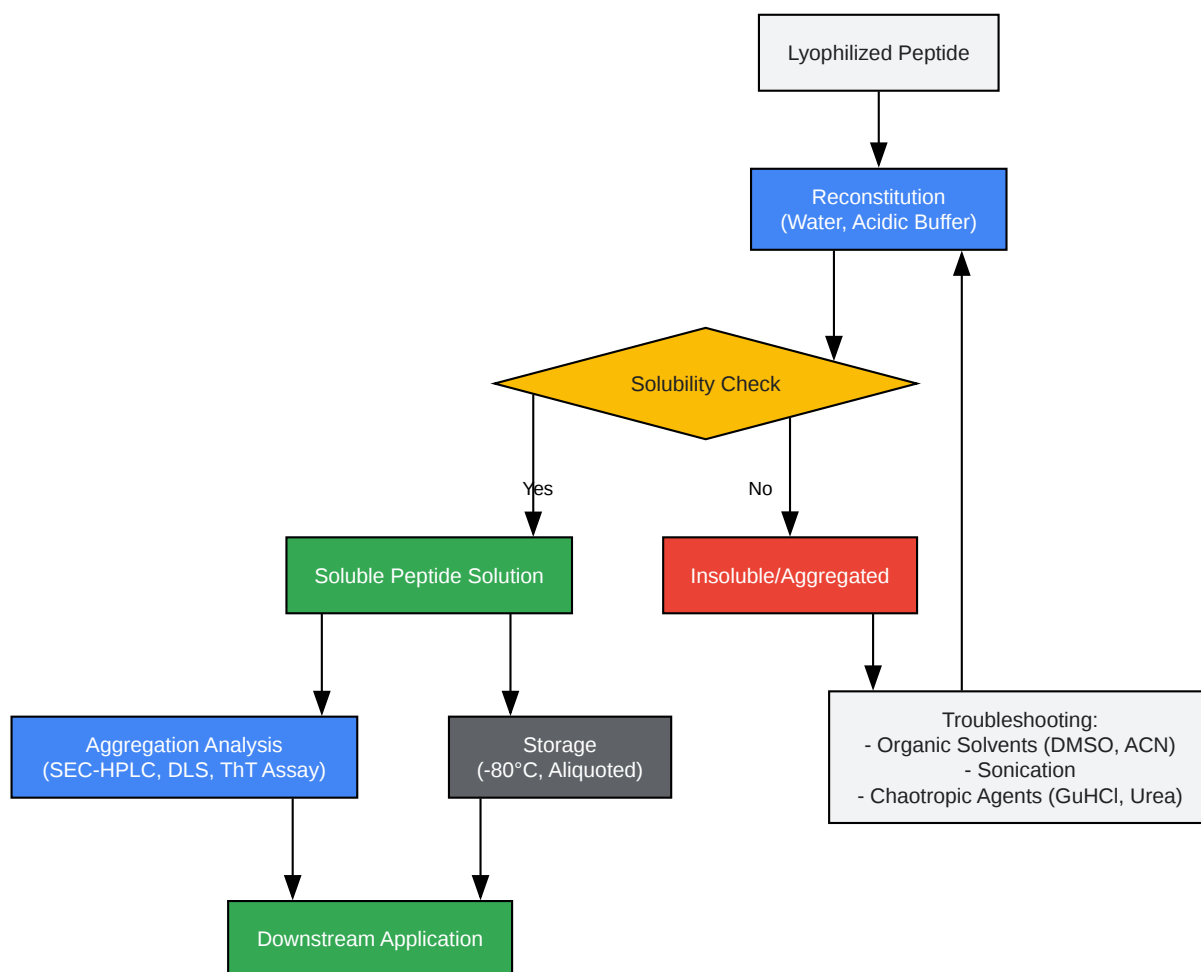 Lyophilized Peptide
Reconstitution
(Water, Acidic Buffer)
Solubility Check
Yes
No
Soluble Peptide Solution
Insoluble/Aggregated
Aggregation Analysis
(SEC-HPLC, DLS, ThT Assay)
Storage
(-80°C, Aliquoted)
Troubleshooting:
- Organic Solvents (DMSO, ACN)
- Sonication
- Chaotropic Agents (GuHCl, Urea)
Downstream Application